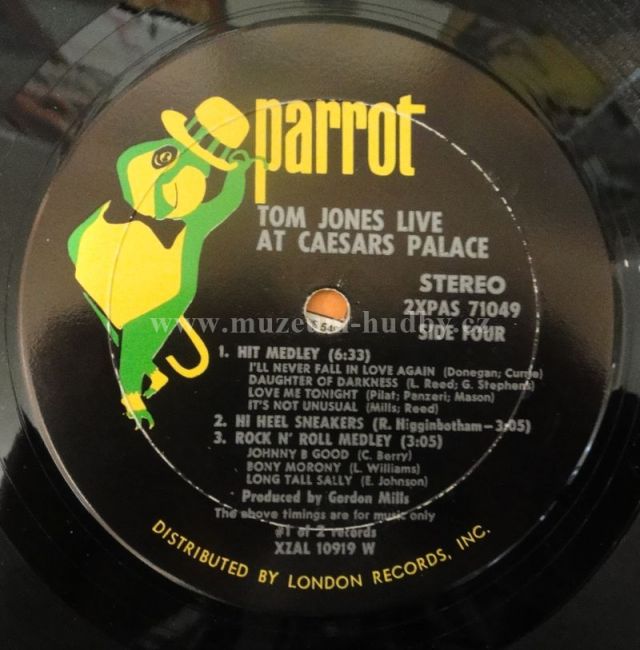 parrot
TOM JONES LIVE
AT CAESARS PALACE
STEREO
2XPAS 71049
SIDE FOUR
www.muzeum-hudby.cz
1. HIT MEDLEY (6:33)
I'LL NEVER FALL IN LOVE AGAIN (Donegan; Currie)
DAUGHTER OF DARKNESS (L. Reed; G. Stephens)
LOVE ME TONIGHT (Pilat; Panzeri; Mason)
IT'S NOT UNUSUAL (Mills; Reed)
2. HI HEEL SNEAKERS (R. Higginbotham—3:05)
3. ROCK N' ROLL MEDLEY (3:05)
JOHNNY B GOOD (C. Berry)
BONY MORONY (L. Williams)
LONG TALL SALLY (E. Johnson)
Produced by Gordon Mills
The above timings are for music only
#1 of 2 records
XZAL 10919 W
DISTRIBUTED BY LONDON RECORDS, INC.